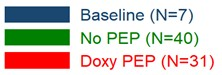 Baseline (N=7)
No PEP (N=40)
Doxy PEP (N=31)